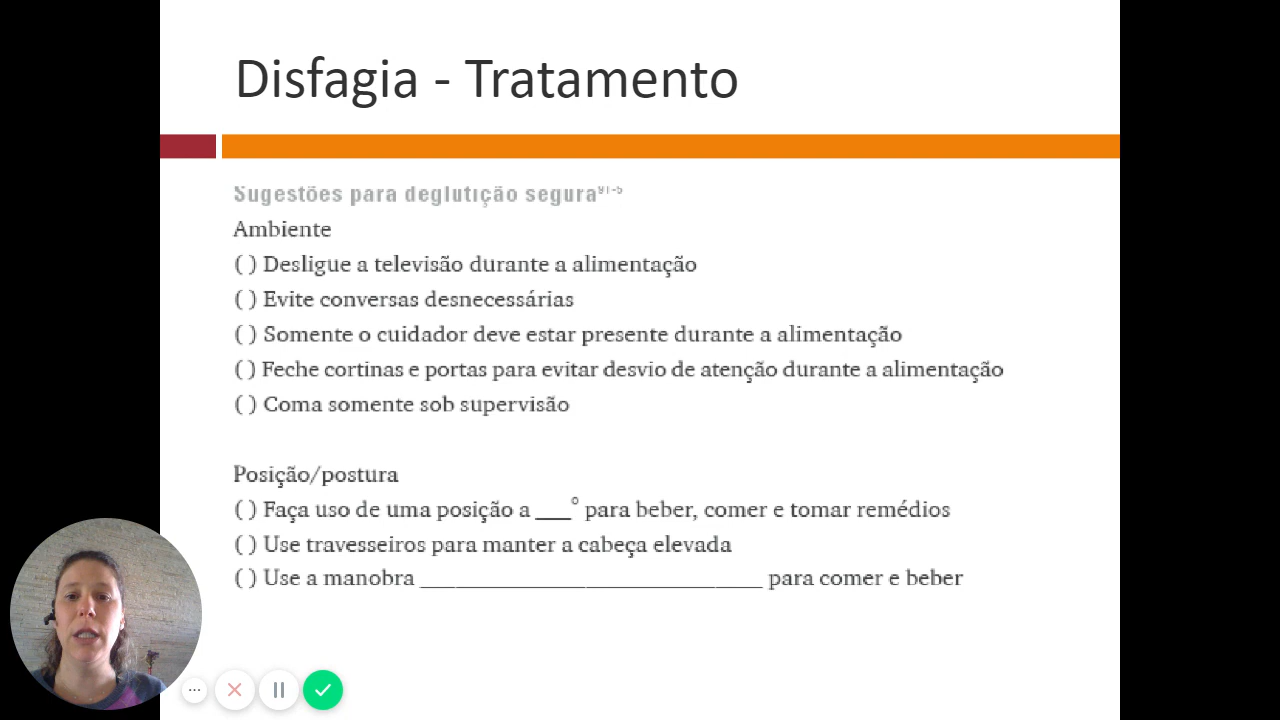 Disfagia - Tratamento
Sugestões para deglutição segura⁹¹⁻⁵
Ambiente
( ) Desligue a televisão durante a alimentação
( ) Evite conversas desnecessárias
( ) Somente o cuidador deve estar presente durante a alimentação
( ) Feche cortinas e portas para evitar desvio de atenção durante a alimentação
( ) Coma somente sob supervisão
Posição/postura
( ) Faça uso de uma posição a ___° para beber, comer e tomar remédios
( ) Use travesseiros para manter a cabeça elevada
( ) Use a manobra ______________________________ para comer e beber